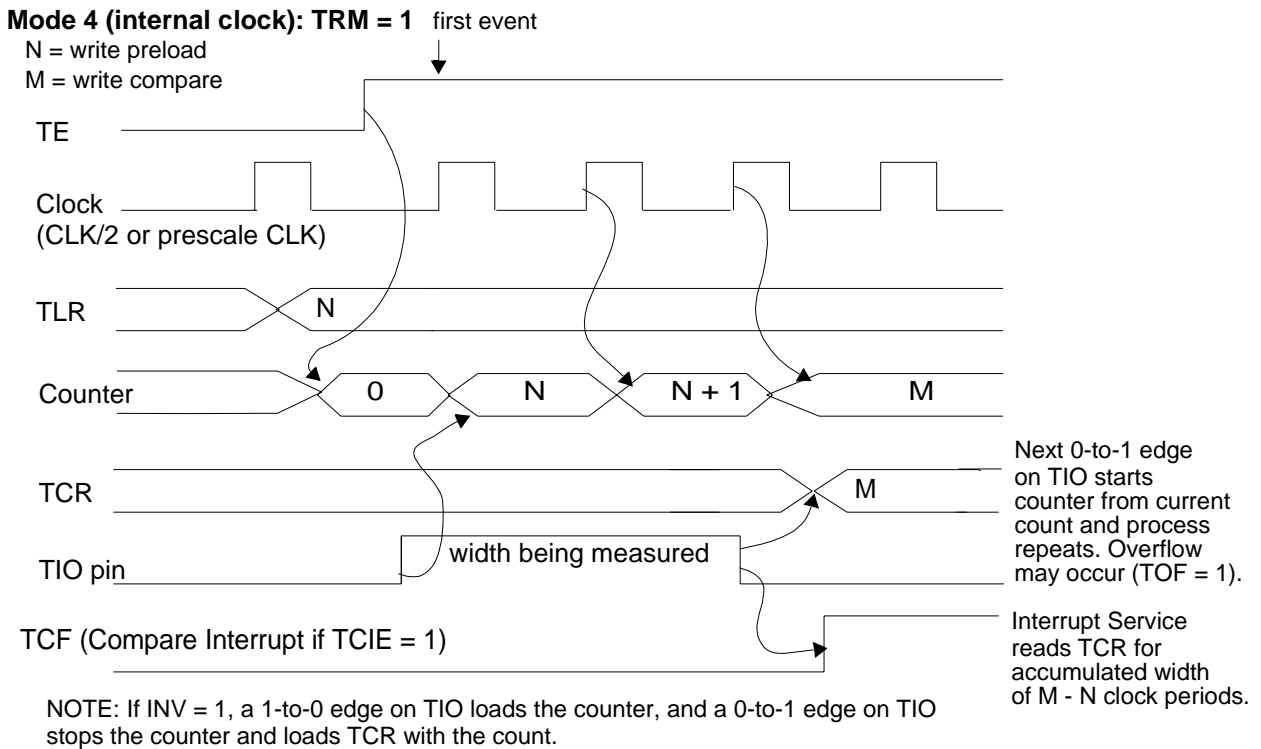 Mode 4 (internal clock): TRM = 1 first event
N = write preload
M = write compare
TE
Clock
(CLK/2 or prescale CLK)
TLR
N
Counter
0
N
N + 1
M
TCR
M
TIO pin
width being measured
Next 0-to-1 edge
on TIO starts
counter from current
count and process
repeats. Overflow
may occur (TOF = 1).
TCF (Compare Interrupt if TCIE = 1)
Interrupt Service
reads TCR for
accumulated width
of M - N clock periods.
NOTE: If INV = 1, a 1-to-0 edge on TIO loads the counter, and a 0-to-1 edge on TIO
stops the counter and loads TCR with the count.